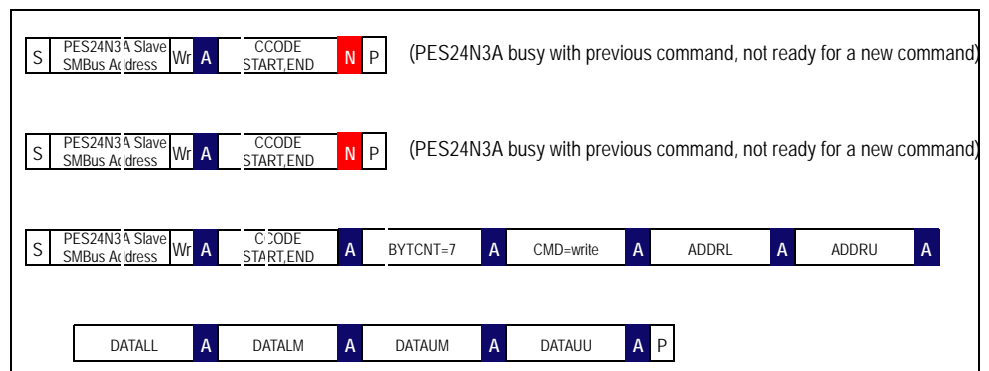 S PES24N3A Slave SMBus Address Wr A CCODE START,END N P (PES24N3A busy with previous command, not ready for a new command)
S PES24N3A Slave SMBus Address Wr A CCODE START,END N P (PES24N3A busy with previous command, not ready for a new command)
S PES24N3A Slave SMBus Address Wr A CCODE START,END A BYTCNT=7 A CMD=write A ADDRL A ADDRU A
DATALL A DATALM A DATAUM A DATAUU A P